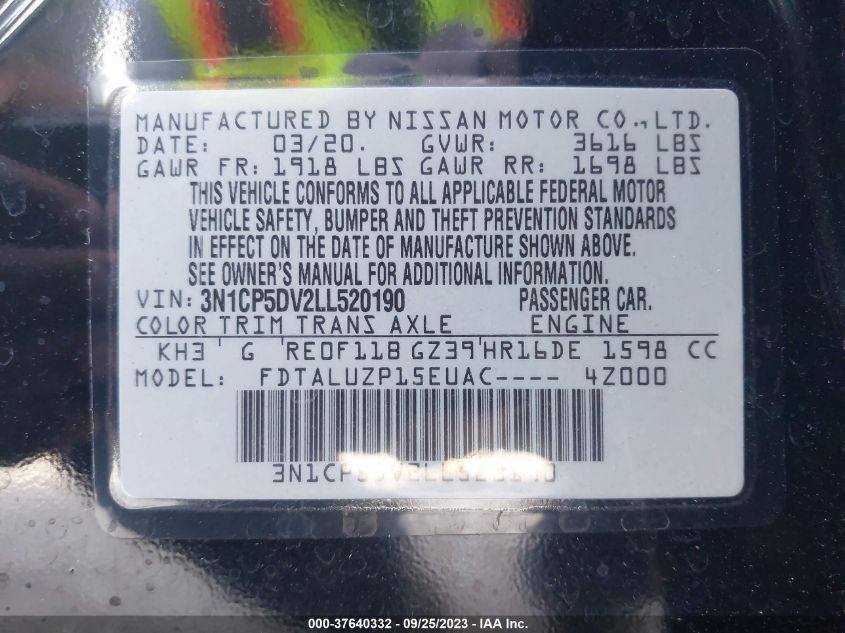 MANUFACTURED BY NISSAN MOTOR CO.,LTD.
DATE: 03/20. GVWR: 3616 LBS
GAWR FR: 1918 LBS GAWR RR: 1698 LBS
THIS VEHICLE CONFORMS TO ALL APPLICABLE FEDERAL MOTOR
VEHICLE SAFETY, BUMPER AND THEFT PREVENTION STANDARDS
IN EFFECT ON THE DATE OF MANUFACTURE SHOWN ABOVE.
SEE OWNER'S MANUAL FOR ADDITIONAL INFORMATION.
VIN: 3N1CP5DV2LL520190 PASSENGER CAR.
COLOR TRIM TRANS AXLE ENGINE
KH3 ' G 'RE0F11B GZ39'HR16DE 1598 CC
MODEL: FDTALUZP15EUAC---- 4Z000
3N1CP5DV2LL520190
000-37640332 - 09/25/2023 - IAA Inc.